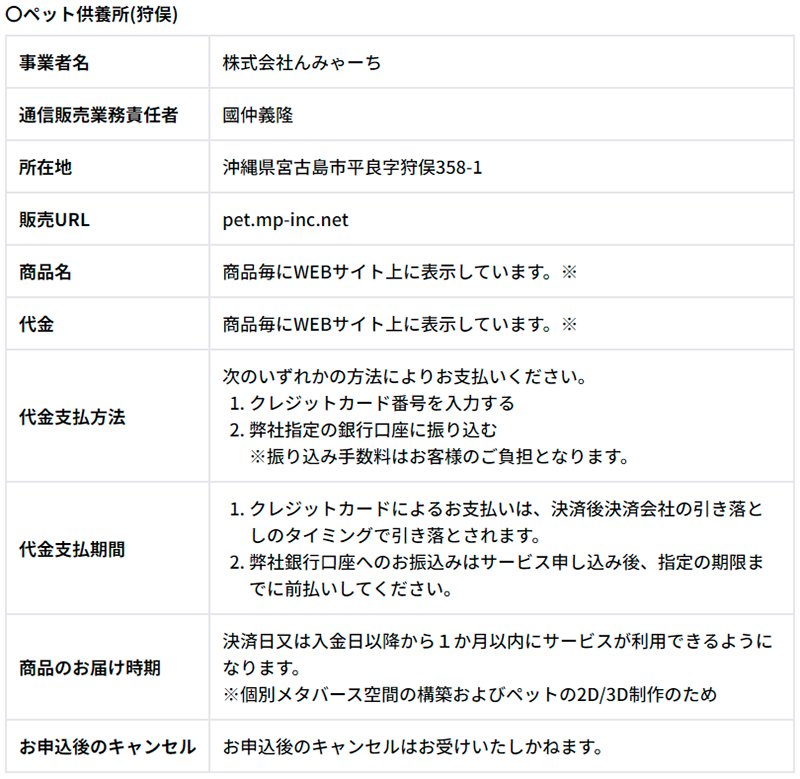 〇ペット供養所(狩俣)
事業者名
株式会社んみゃーち
通信販売業務責任者
國仲義隆
所在地
沖縄県宮古島市平良字狩俣358-1
販売URL
pet.mp-inc.net
商品名
商品毎にWEBサイト上に表示しています。※
代金
商品毎にWEBサイト上に表示しています。※
代金支払方法
次のいずれかの方法によりお支払いください。
1. クレジットカード番号を入力する
2. 弊社指定の銀行口座に振り込む
※振り込み手数料はお客様のご負担となります。
代金支払期間
1. クレジットカードによるお支払いは、決済後決済会社の引き落と
しのタイミングで引き落とされます。
2. 弊社銀行口座へのお振込みはサービス申し込み後、指定の期限ま
でに前払いしてください。
商品のお届け時期
決済日又は入金日以降から１か月以内にサービスが利用できるように
なります。
※個別メタバース空間の構築およびペットの2D/3D制作のため
お申込後のキャンセル
お申込後のキャンセルはお受けいたしかねます。